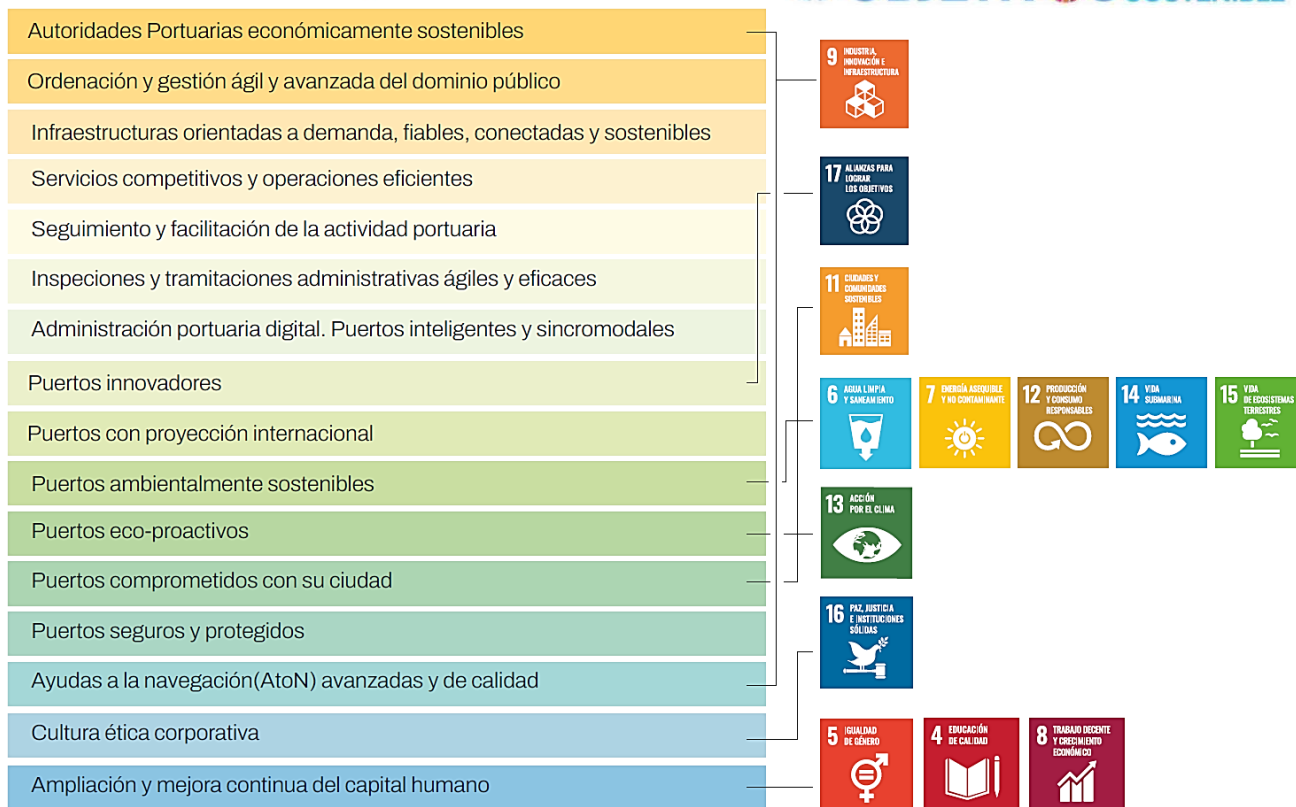 SOSTENIBLE
Autoridades Portuarias económicamente sostenibles
Ordenación y gestión ágil y avanzada del dominio público
Infraestructuras orientadas a demanda, fiables, conectadas y sostenibles
Servicios competitivos y operaciones eficientes
Seguimiento y facilitación de la actividad portuaria
Inspeciones y tramitaciones administrativas ágiles y eficaces
Administración portuaria digital. Puertos inteligentes y sincromodales
Puertos innovadores
Puertos con proyección internacional
Puertos ambientalmente sostenibles
Puertos eco-proactivos
Puertos comprometidos con su ciudad
Puertos seguros y protegidos
Ayudas a la navegación(AtoN) avanzadas y de calidad
Cultura ética corporativa
Ampliación y mejora continua del capital humano
9 INDUSTRIA,
INNOVACIÓN E
INFRAESTRUCTURA
17 ALIANZAS PARA
LOGRAR
LOS OBJETIVOS
11 CIUDADES Y
COMUNIDADES
SOSTENIBLES
6 AGUA LIMPIA
Y SANEAMIENTO
7 ENERGÍA ASEQUIBLE
Y NO CONTAMINANTE
12 PRODUCCIÓN
Y CONSUMO
RESPONSABLES
14 VIDA
SUBMARINA
15 VIDA
DE ECOSISTEMAS
TERRESTRES
13 ACCIÓN
POR EL CLIMA
16 PAZ, JUSTICIA
E INSTITUCIONES
SÓLIDAS
5 IGUALDAD
DE GÉNERO
4 EDUCACIÓN
DE CALIDAD
8 TRABAJO DECENTE
Y CRECIMIENTO
ECONÓMICO